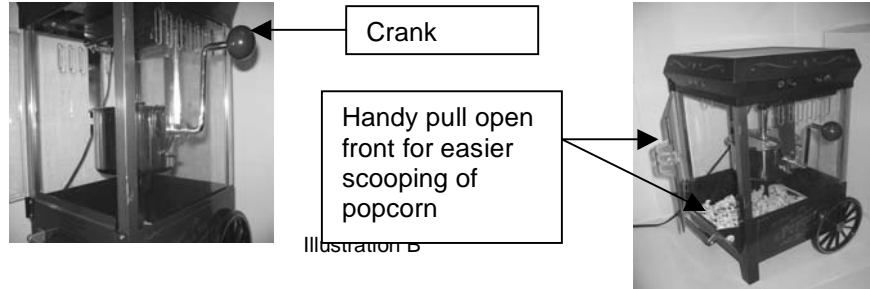 Crank
Handy pull open
front for easier
scooping of
popcorn
Illustration B